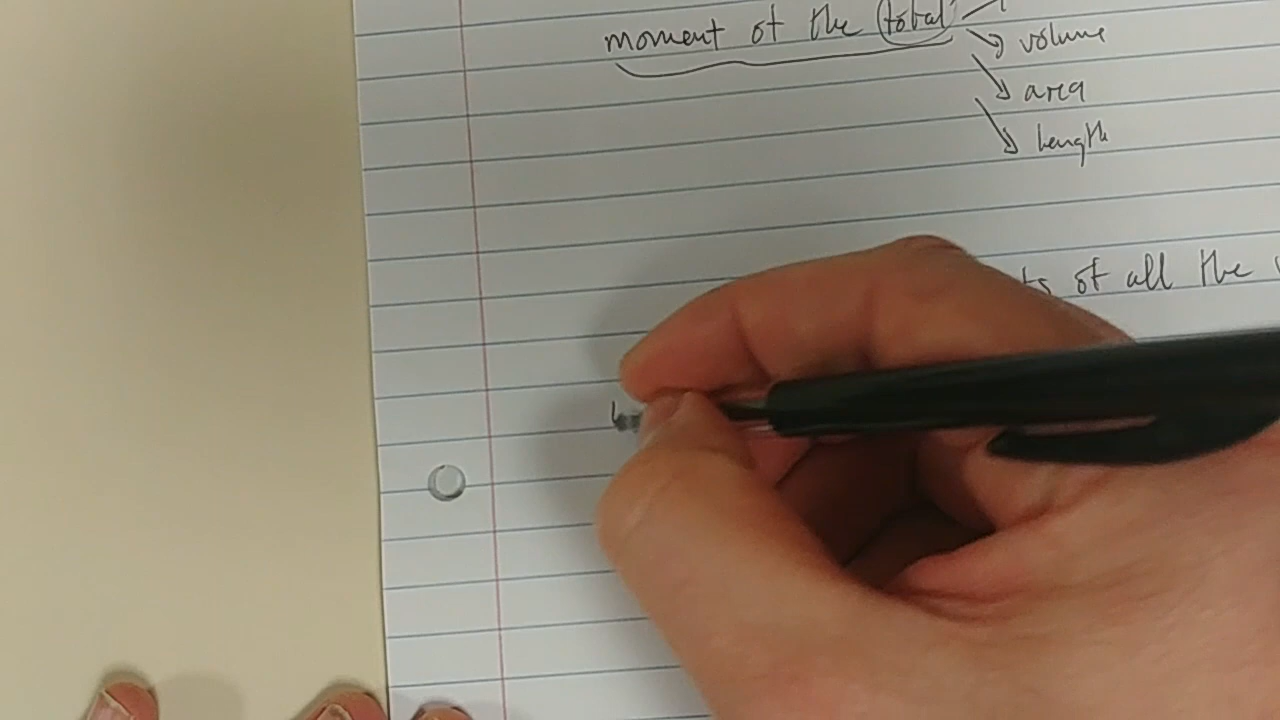 moment of the total
volume
area
length
of all the